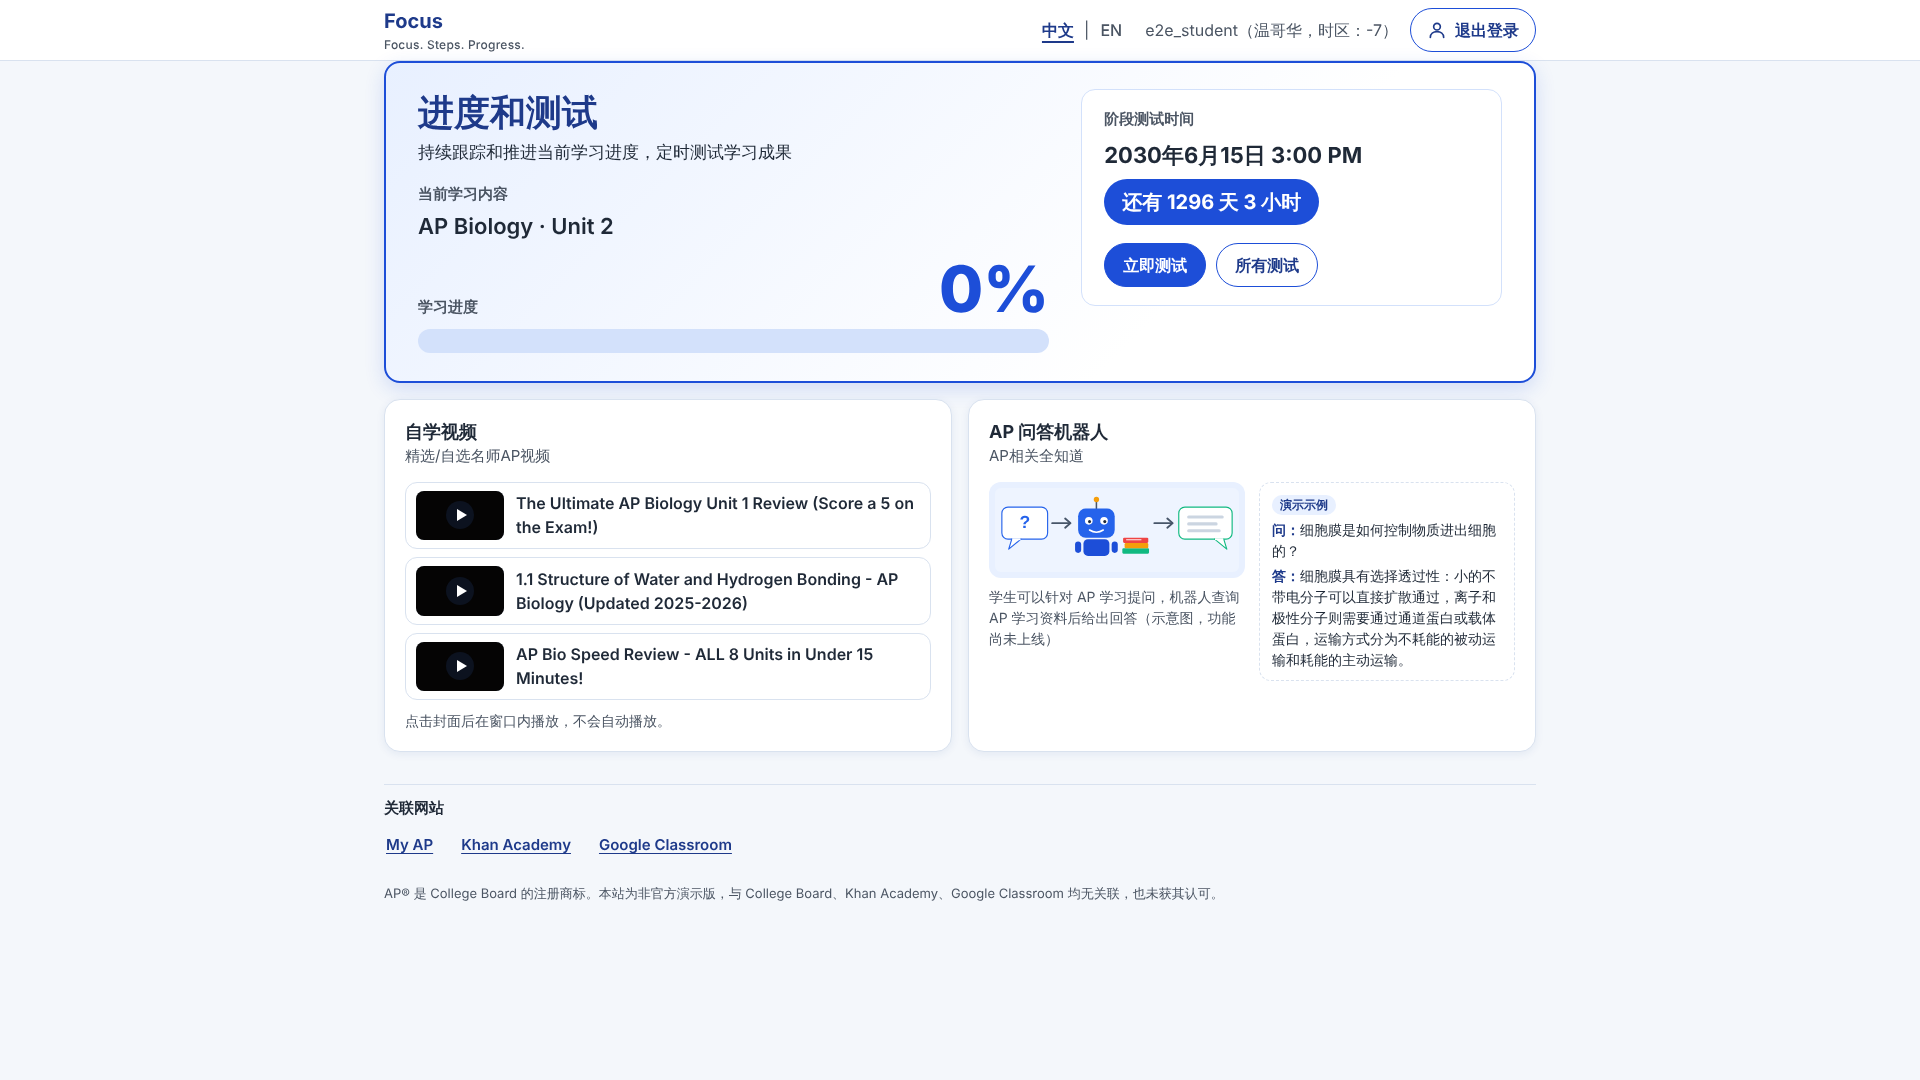 Focus
Focus. Steps. Progress.
中文 | EN e2e_student（温哥华，时区：-7） 退出登录
进度和测试
持续跟踪和推进当前学习进度，定时测试学习成果
当前学习内容
AP Biology · Unit 2
学习进度
0%
阶段测试时间
2030年6月15日 3:00 PM
还有 1296 天 3 小时
立即测试 所有测试
自学视频
精选/自选名师AP视频
The Ultimate AP Biology Unit 1 Review (Score a 5 on
the Exam!)
1.1 Structure of Water and Hydrogen Bonding - AP
Biology (Updated 2025-2026)
AP Bio Speed Review - ALL 8 Units in Under 15
Minutes!
点击封面后在窗口内播放，不会自动播放。
AP 问答机器人
AP相关全知道
?
学生可以针对 AP 学习提问，机器人查询
AP 学习资料后给出回答（示意图，功能
尚未上线）
演示示例
问：细胞膜是如何控制物质进出细胞
的？
答：细胞膜具有选择透过性：小的不
带电分子可以直接扩散通过，离子和
极性分子则需要通过通道蛋白或载体
蛋白，运输方式分为不耗能的被动运
输和耗能的主动运输。
关联网站
My AP Khan Academy Google Classroom
AP® 是 College Board 的注册商标。本站为非官方演示版，与 College Board、Khan Academy、Google Classroom 均无关联，也未获其认可。